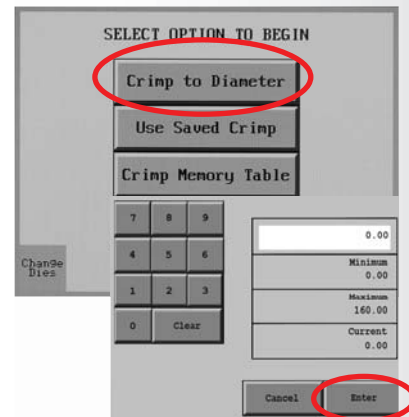 SELECT OPTION TO BEGIN
Crimp to Diameter
Use Saved Crimp
Crimp Memory Table
Change
Dies
7 8 9
4 5 6
1 2 3
0 Clear
0.00
Minimum
0.00
Maximum
160.00
Current
0.00
Cancel Enter